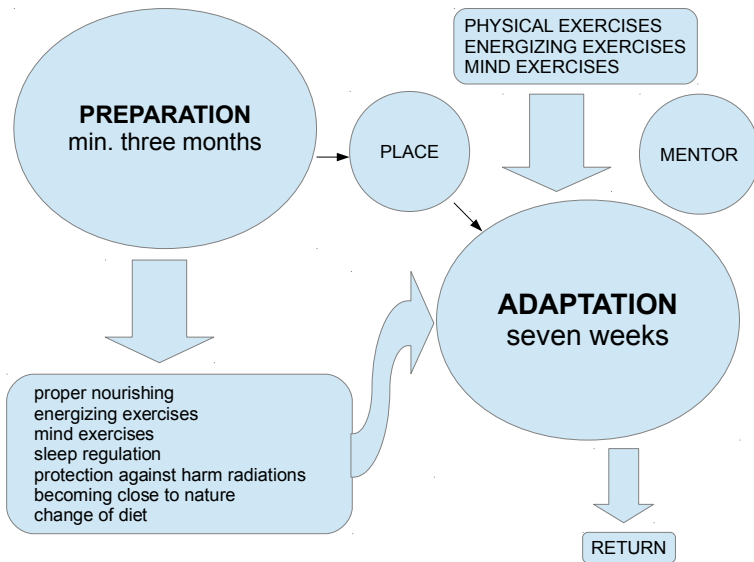 PREPARATION
min. three months
PLACE
PHYSICAL EXERCISES
ENERGIZING EXERCISES
MIND EXERCISES
MENTOR
ADAPTATION
seven weeks
proper nourishing
energizing exercises
mind exercises
sleep regulation
protection against harm radiations
becoming close to nature
change of diet
RETURN